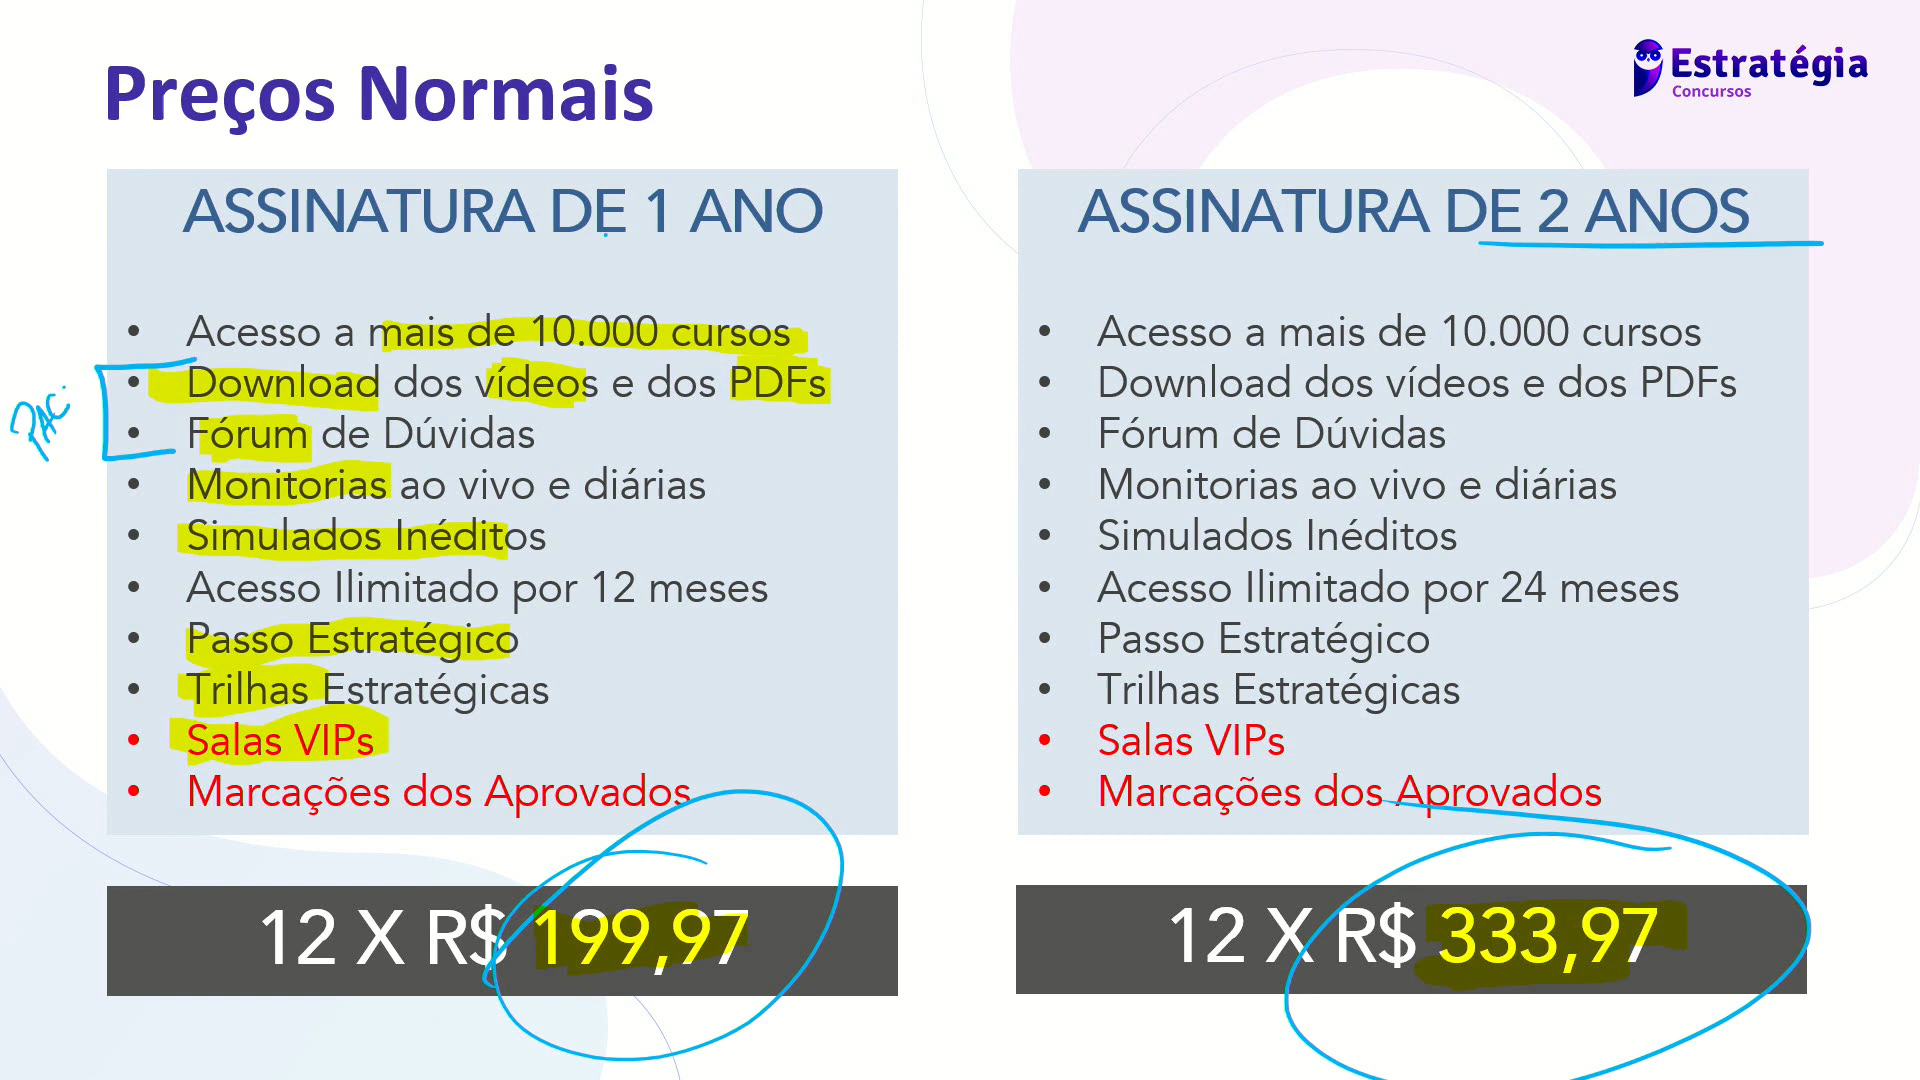 Preços Normais
Estratégia
Concursos
ASSINATURA DE 1 ANO
• Acesso a mais de 10.000 cursos
• Download dos vídeos e dos PDFs
• Fórum de Dúvidas
• Monitorias ao vivo e diárias
• Simulados Inéditos
• Acesso Ilimitado por 12 meses
• Passo Estratégico
• Trilhas Estratégicas
• Salas VIPs
• Marcações dos Aprovados
12 X R$ 199,97
ASSINATURA DE 2 ANOS
• Acesso a mais de 10.000 cursos
• Download dos vídeos e dos PDFs
• Fórum de Dúvidas
• Monitorias ao vivo e diárias
• Simulados Inéditos
• Acesso Ilimitado por 24 meses
• Passo Estratégico
• Trilhas Estratégicas
• Salas VIPs
• Marcações dos Aprovados
12 X R$ 333,97